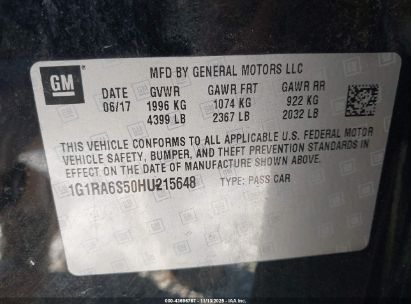 GM
MFD BY GENERAL MOTORS LLC
DATE GVWR GAWR FRT GAWR RR
06/17 1996 KG 1074 KG 922 KG
4399 LB 2367 LB 2032 LB
THIS VEHICLE CONFORMS TO ALL APPLICABLE U.S. FEDERAL MOTOR
VEHICLE SAFETY, BUMPER, AND THEFT PREVENTION STANDARDS IN
EFFECT ON THE DATE OF MANUFACTURE SHOWN ABOVE.
1G1RA6S50HU215648 TYPE: PASS CAR